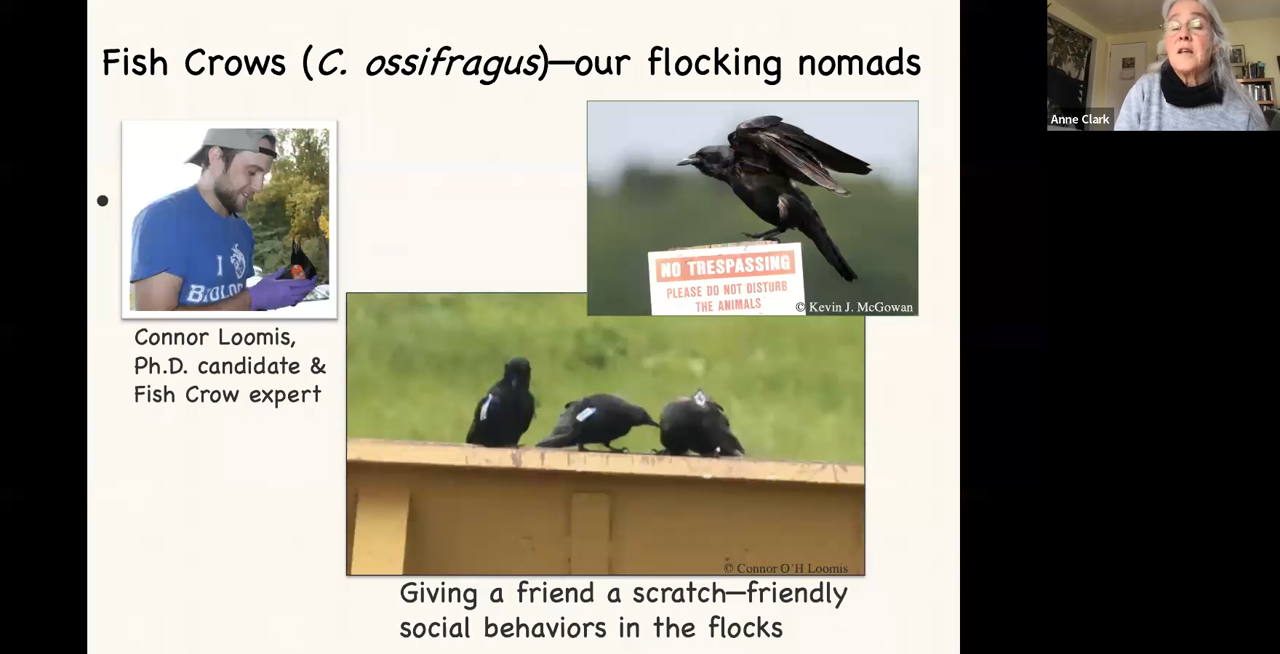 Fish Crows (C. ossifragus)—our flocking nomads
Anne Clark
I
BIOLOG
NO TRESPASSING
PLEASE DO NOT DISTURB
THE ANIMALS
© Kevin J. McGowan
Connor Loomis,
Ph.D. candidate &
Fish Crow expert
© Connor O'H Loomis
Giving a friend a scratch—friendly
social behaviors in the flocks